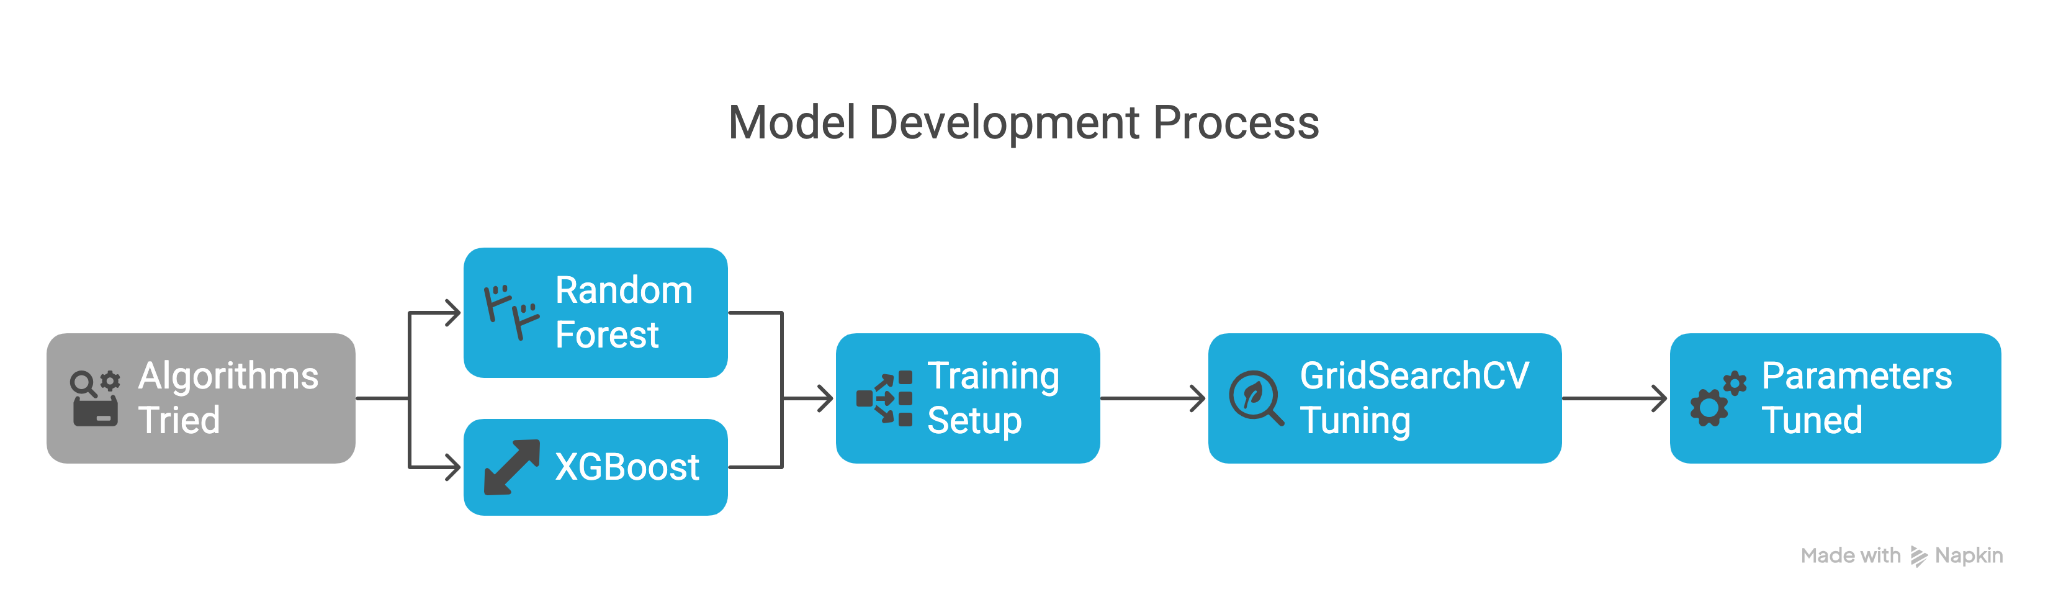 Model Development Process
Algorithms
Tried
Random
Forest
XGBoost
Training
Setup
GridSearchCV
Tuning
Parameters
Tuned
Made with Napkin